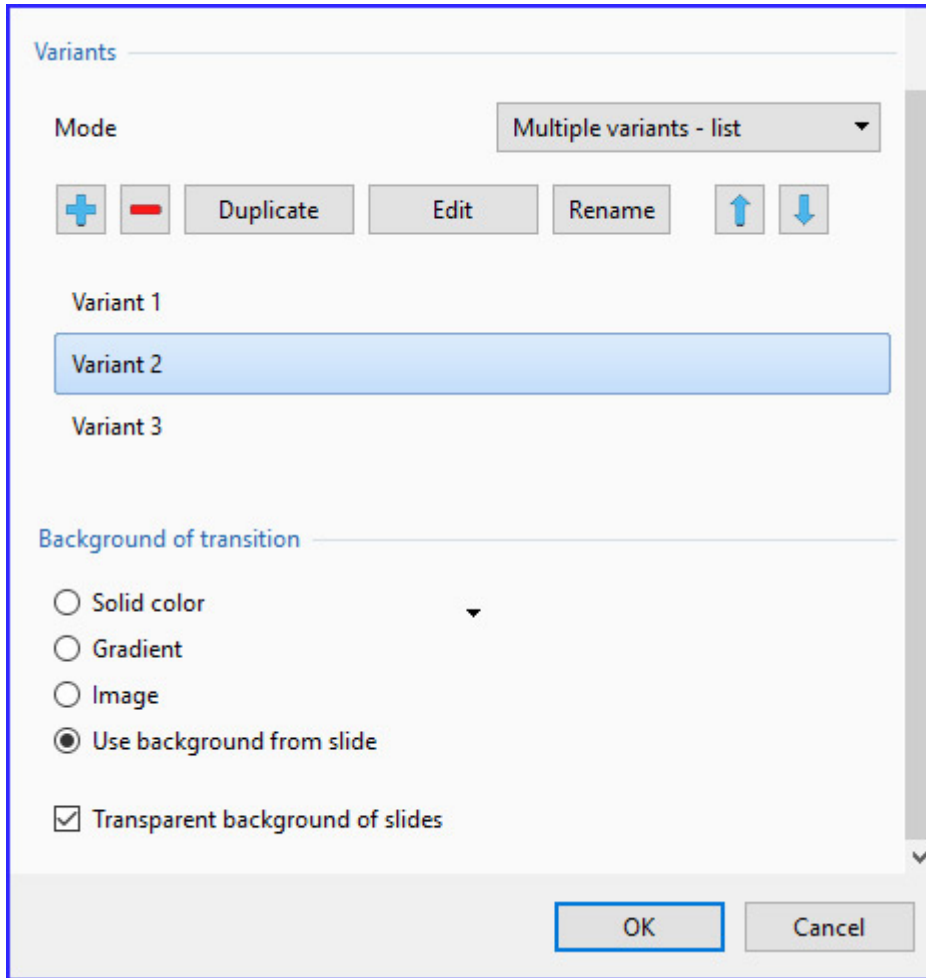 Variants
Mode Multiple variants - list
Duplicate Edit Rename
Variant 1
Variant 2
Variant 3
Background of transition
Solid color
Gradient
Image
Use background from slide
Transparent background of slides
OK Cancel